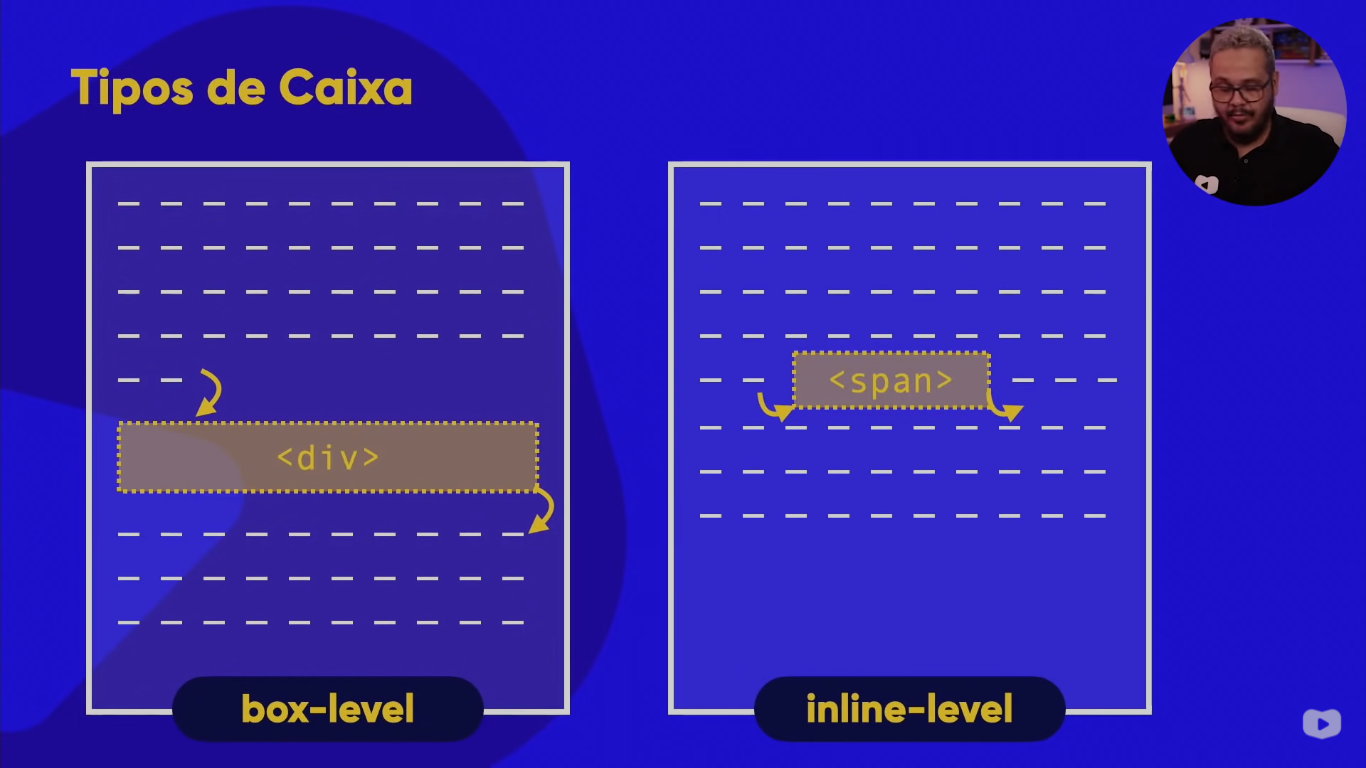 Tipos de Caixa
<div>
<span>
box-level
inline-level